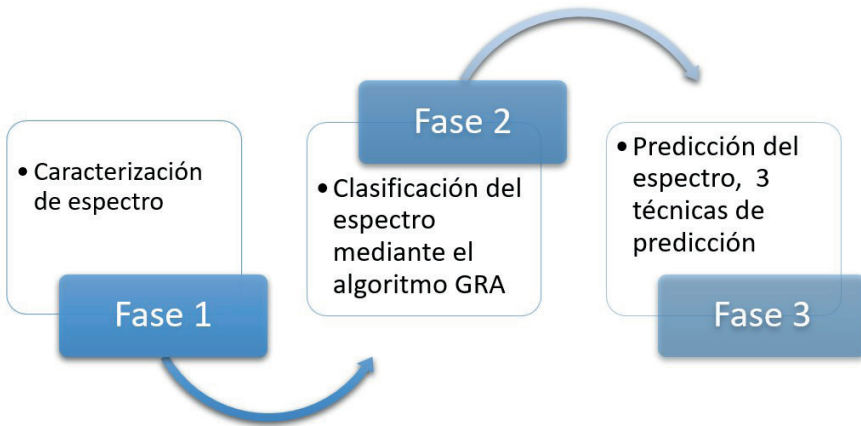 • Caracterización
de espectro
Fase 1
Fase 2
• Clasificación del
espectro
mediante el
algoritmo GRA
• Predicción del
espectro, 3
técnicas de
predicción
Fase 3